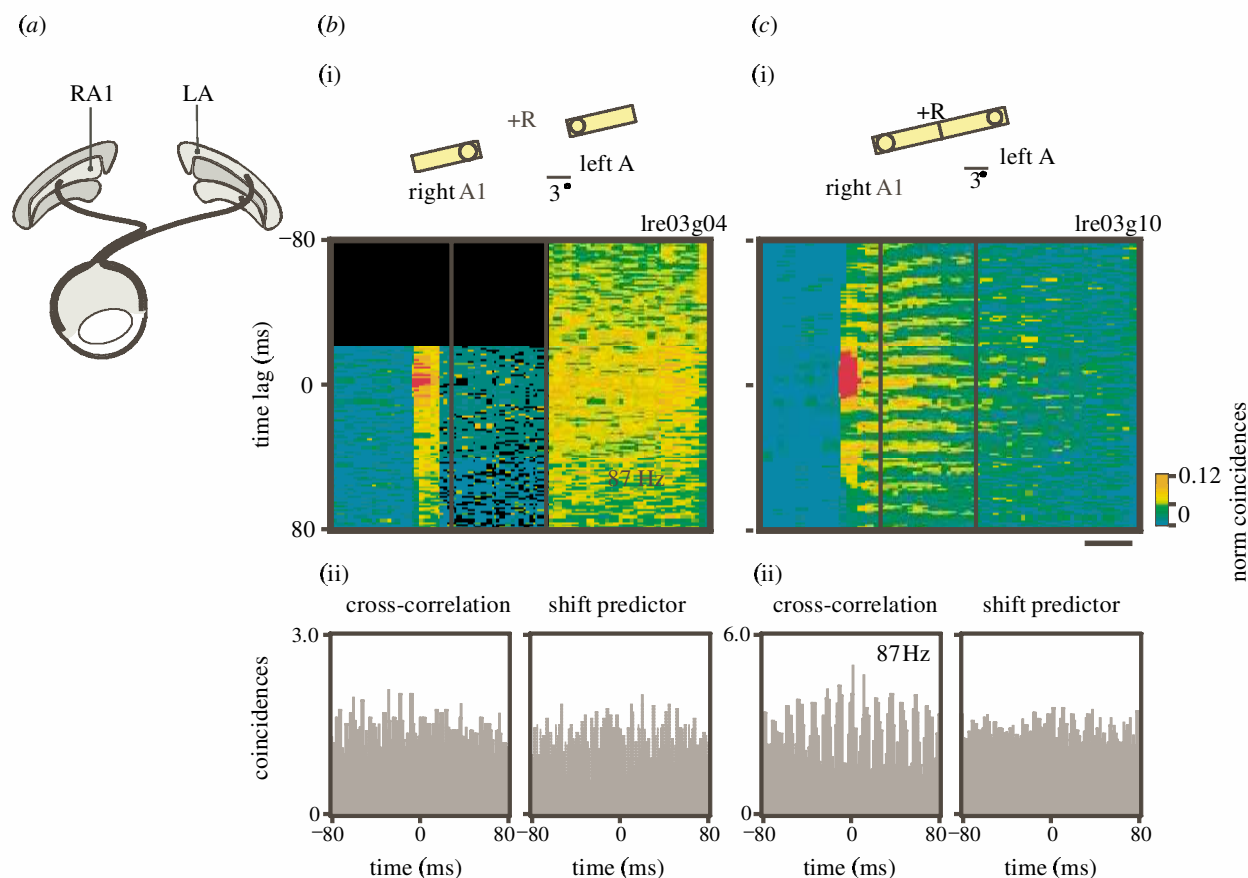 (a)
RA1 LA
(b)
(i)
+R
left A
right A1
3°
lre03g04
−80
0
80
time lag (ms)
87 Hz
(ii)
cross-correlation shift predictor
3.0
0
coincidences
−80 0 80 −80 0 80
time (ms) time (ms)
(c)
(i)
+R
left A
right A1
3°
lre03g10
0.12
0
norm coincidences
(ii)
cross-correlation shift predictor
6.0
0
87 Hz
−80 0 80 −80 0 80
time (ms) time (ms)